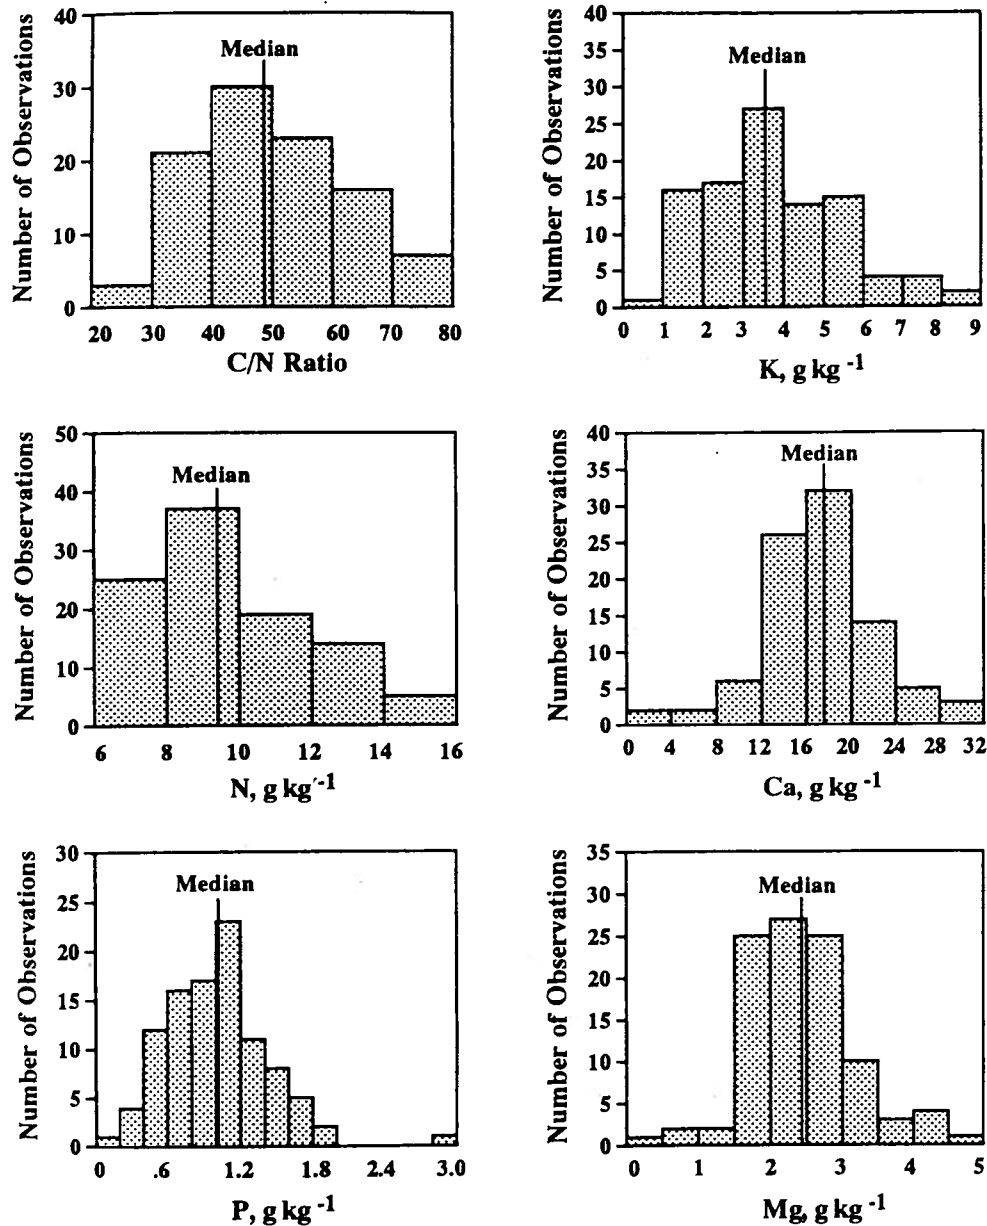 Number of Observations
40
30
20
10
0
Median
20 30 40 50 60 70 80
C/N Ratio
Number of Observations
40
35
30
25
20
15
10
5
0
Median
0 1 2 3 4 5 6 7 8 9
K, g kg -1
Number of Observations
50
40
30
20
10
0
Median
6 8 10 12 14 16
N, g kg -1
Number of Observations
40
35
30
25
20
15
10
5
0
Median
0 4 8 12 16 20 24 28 32
Ca, g kg -1
Number of Observations
30
25
20
15
10
5
0
Median
0 .6 1.2 1.8 2.4 3.0
P, g kg -1
Number of Observations
35
30
25
20
15
10
5
0
Median
0 1 2 3 4 5
Mg, g kg -1